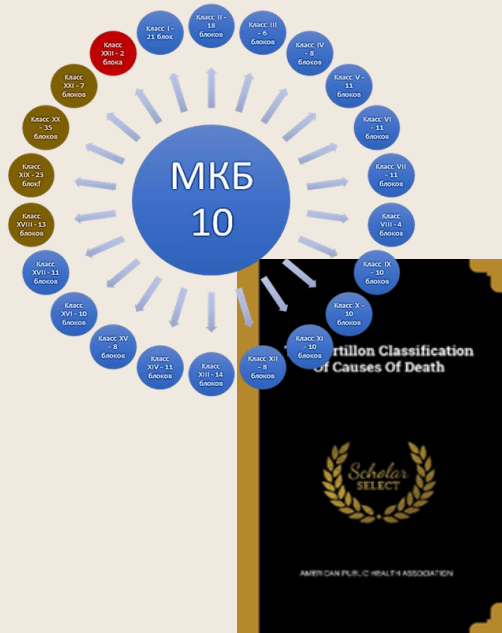 МКБ
10
Класс I -
21 блок
Класс II -
18
блоков
Класс III
- 6
блоков
Класс IV
- 8
блоков
Класс V -
11
блоков
Класс VI
- 11
блоков
Класс VII
- 11
блоков
Класс
VIII - 4
блоков
Класс IX
- 10
блоков
Класс X -
10
блоков
Класс XI
- 10
блоков
Класс XII
- 8
блоков
Класс
XIII - 14
блоков
Класс
XIV - 11
блоков
Класс XV
- 8
блоков
Класс
XVI - 10
блоков
Класс
XVII - 11
блоков
Класс
XVIII - 13
блоков
Класс
XIX - 23
блокf
Класс XX
- 35
блоков
Класс
XXI - 7
блоков
Класс
XXII - 2
блока
Classification
Of Causes Of Death
Scholar
SELECT
AMERICAN PUBLIC HEALTH ASSOCIATION